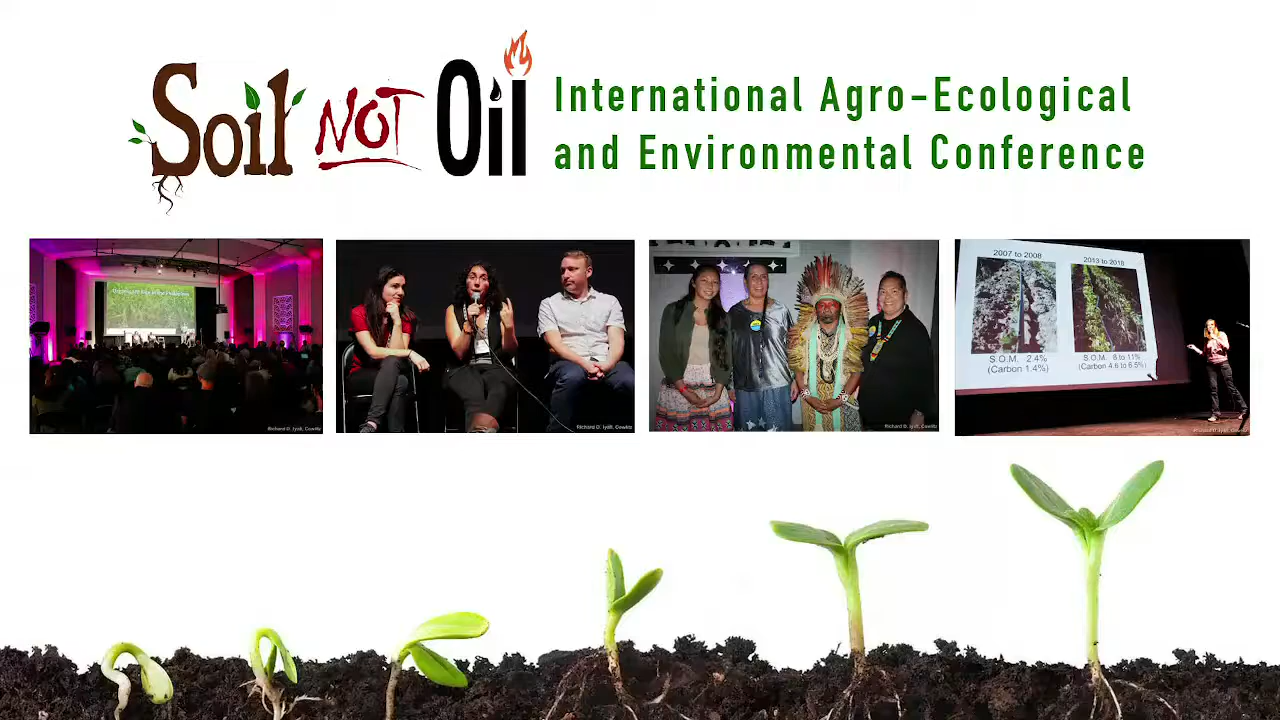 Soil NOT Oil
International Agro-Ecological
and Environmental Conference
2007 to 2008
2013 to 2018
S.O.M. 2.4%
(Carbon 1.4%)
S.O.M. 8 to 11%
(Carbon 4.6 to 6.5%)